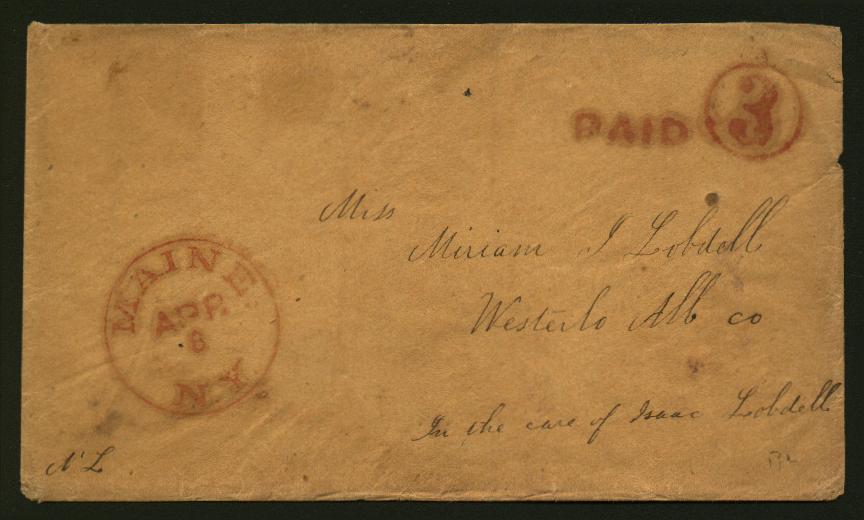 PAID 3
Miss
Miriam J Lobdell
Westerlo Alb co
In the care of Isaac Lobdell
MAINE
APR
8
N.Y
N L